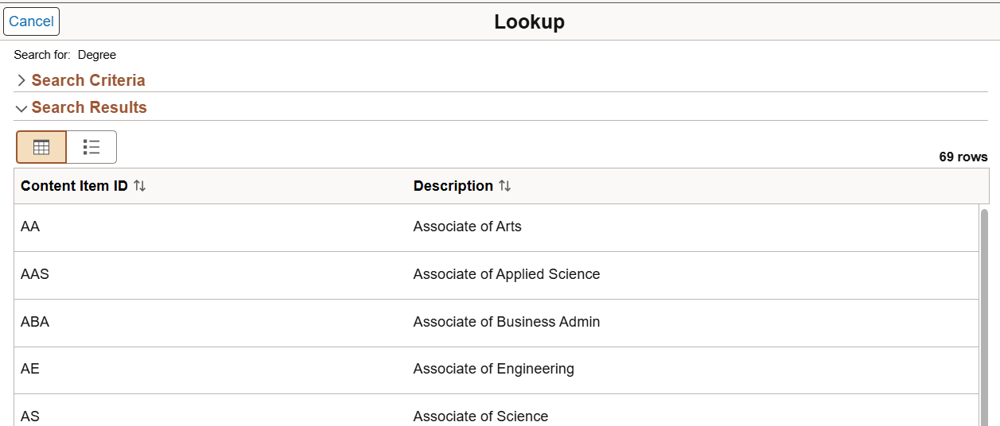 Cancel
Lookup
Search for: Degree
Search Criteria
Search Results
69 rows
Content Item ID Description
AA Associate of Arts
AAS Associate of Applied Science
ABA Associate of Business Admin
AE Associate of Engineering
AS Associate of Science